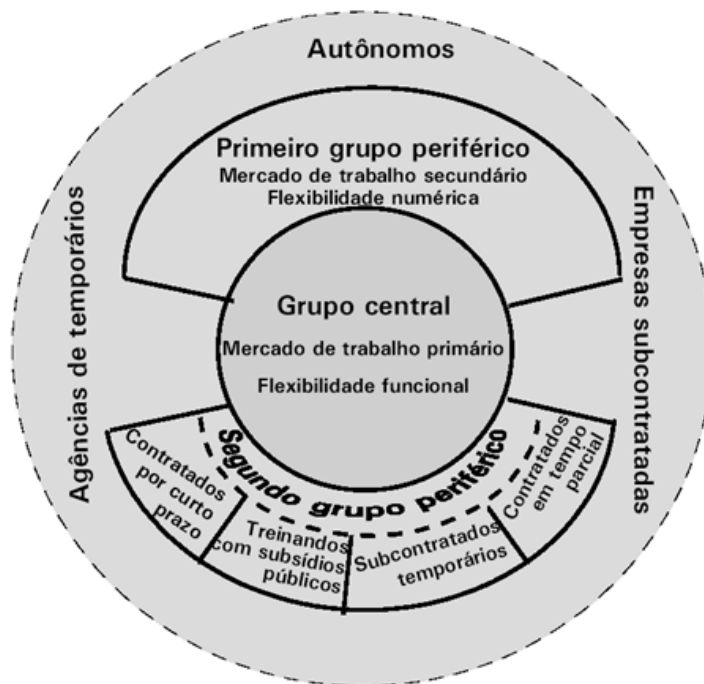 Autônomos
Primeiro grupo periférico
Mercado de trabalho secundário
Flexibilidade numérica
Agências de temporários
Empresas subcontratadas
Grupo central
Mercado de trabalho primário
Flexibilidade funcional
Segundo grupo periférico
Contratados
por curto
prazo
Treinandos
com subsídios
públicos
Subcontratados
temporários
Contratados
em tempo
parcial